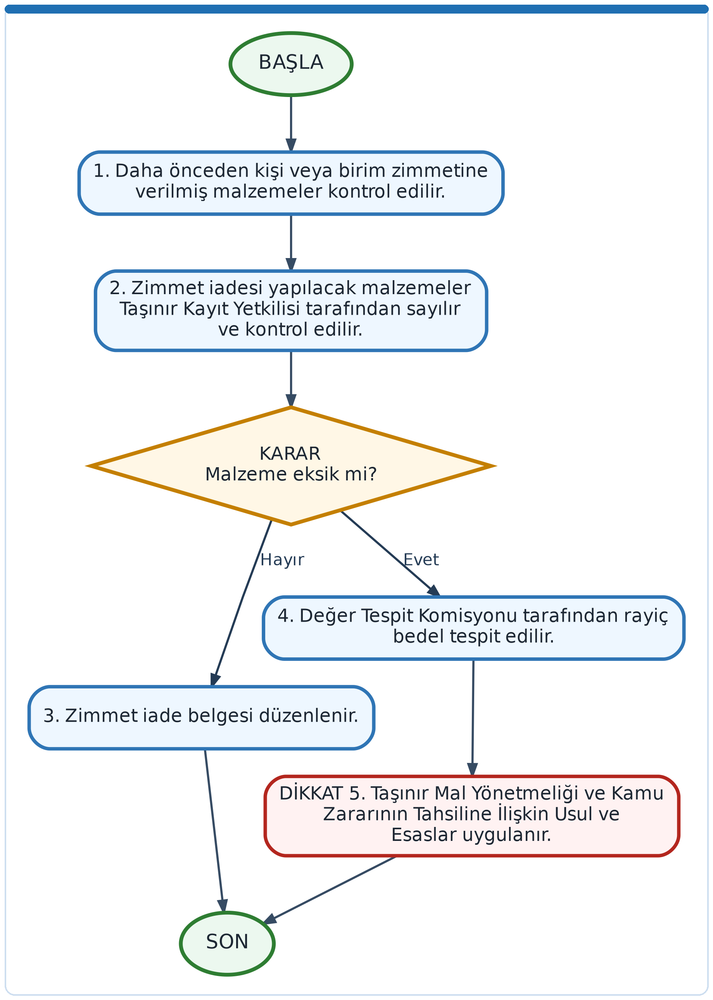 BAŞLA
1. Daha önceden kişi veya birim zimmetine
verilmiş malzemeler kontrol edilir.
2. Zimmet iadesi yapılacak malzemeler
Taşınır Kayıt Yetkilisi tarafından sayılır
ve kontrol edilir.
KARAR
Malzeme eksik mi?
Hayır
Evet
4. Değer Tespit Komisyonu tarafından rayiç
bedel tespit edilir.
3. Zimmet iade belgesi düzenlenir.
DİKKAT 5. Taşınır Mal Yönetmeliği ve Kamu
Zararının Tahsiline İlişkin Usul ve
Esaslar uygulanır.
SON